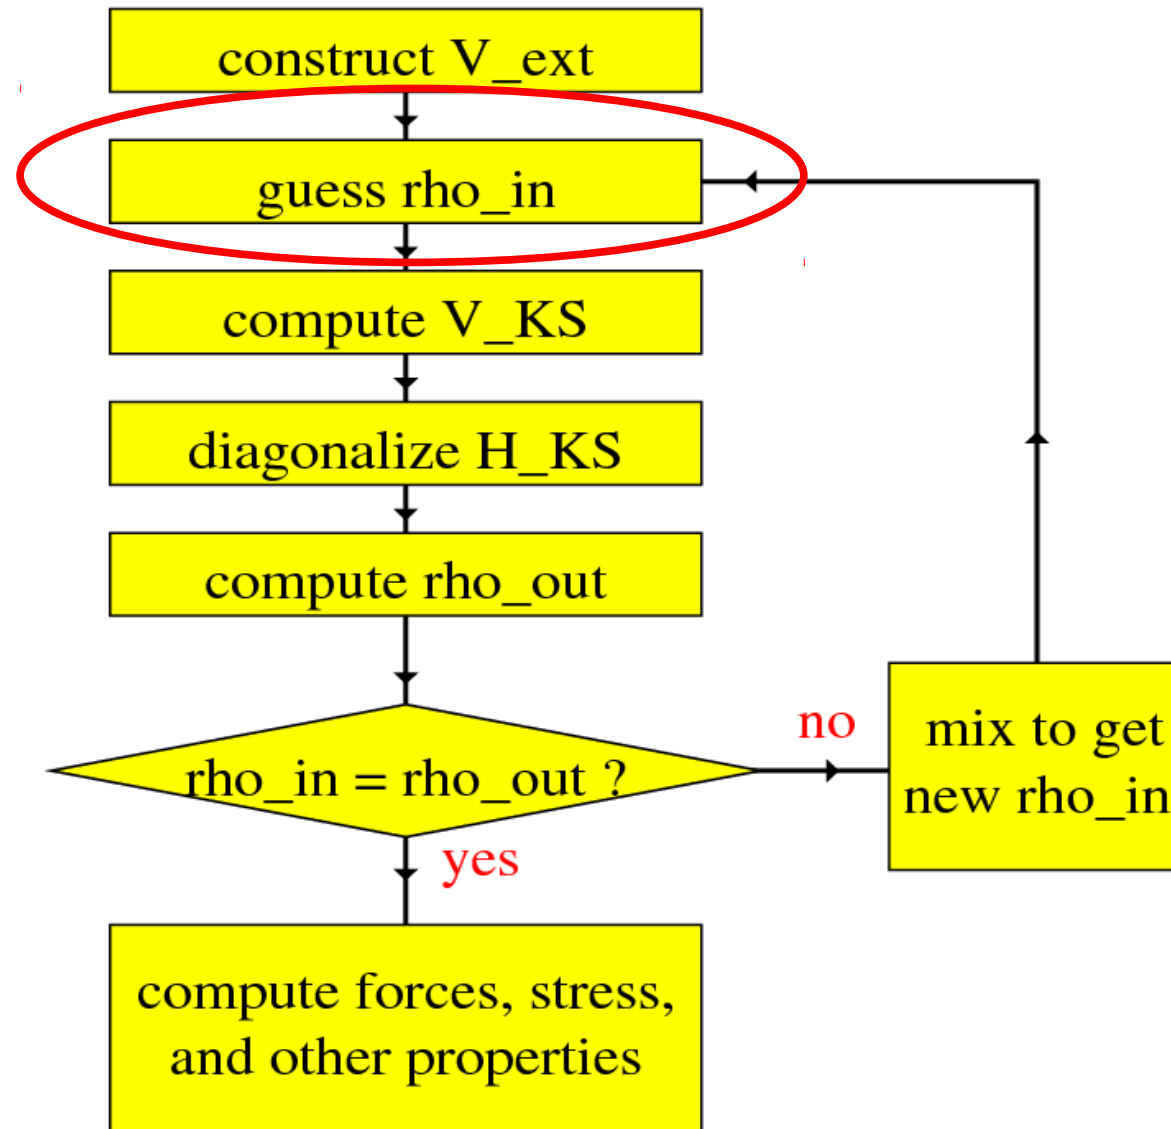 construct V_ext
guess rho_in
compute V_KS
diagonalize H_KS
compute rho_out
rho_in = rho_out ?
no
mix to get
new rho_in
yes
compute forces, stress,
and other properties